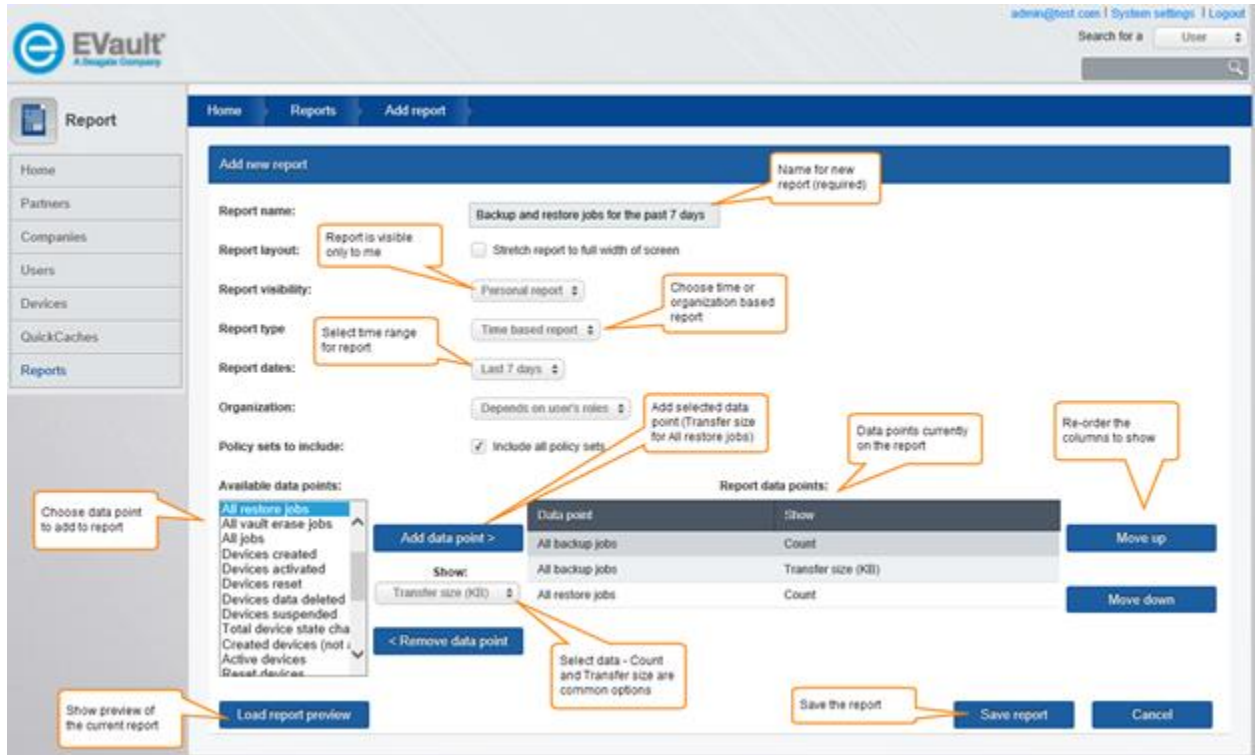 admin@test.com | System settings | Logout
Search for a User
EVault
A Seagate Company
Report
Home Reports Add report
Home
Partners
Companies
Users
Devices
QuickCaches
Reports
Add new report
Name for new
report (required)
Report name: Backup and restore jobs for the past 7 days
Report is visible
only to me
Report layout: Stretch report to full width of screen
Report visibility: Personal report
Choose time or
organization based
report
Report type Time based report
Select time range
for report
Report dates: Last 7 days
Organization: Depends on user's roles
Add selected data
point (Transfer size
for All restore jobs)
Policy sets to include: Include all policy sets
Data points currently
on the report
Re-order the
columns to show
Available data points:
Report data points:
Choose data point
to add to report
All restore jobs
All vault erase jobs
All jobs
Devices created
Devices activated
Devices reset
Devices data deleted
Devices suspended
Total device state cha
Created devices (not
Active devices
Reset devices
Add data point >
Show:
Transfer size (KB)
< Remove data point
Data point Show
All backup jobs Count
All backup jobs Transfer size (KB)
All restore jobs Count
Move up
Move down
Select data - Count
and Transfer size are
common options
Show preview of
the current report
Load report preview
Save the report
Save report
Cancel